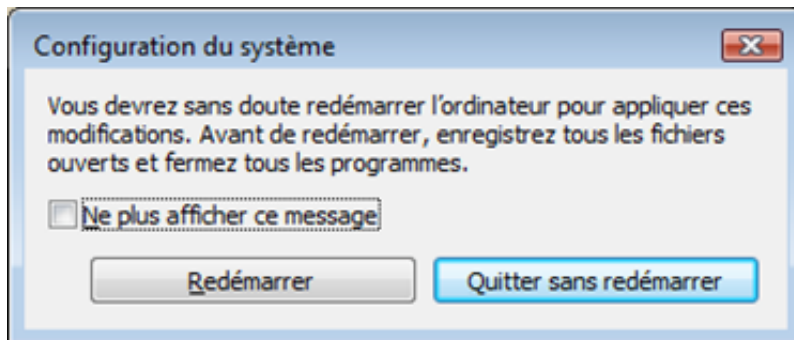 Configuration du système
Vous devrez sans doute redémarrer l'ordinateur pour appliquer ces
modifications. Avant de redémarrer, enregistrez tous les fichiers
ouverts et fermez tous les programmes.
Ne plus afficher ce message
Redémarrer
Quitter sans redémarrer